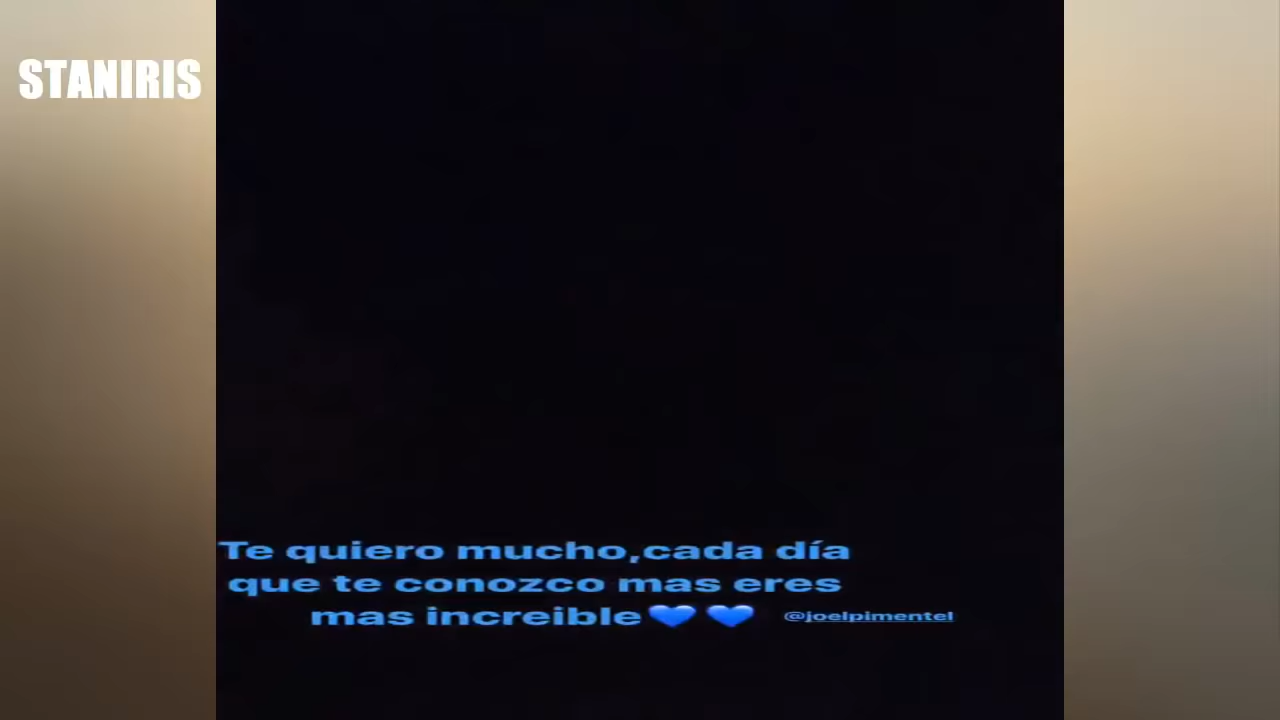 STANIRIS
Te quiero mucho,cada día
que te conozco mas eres
mas increible💙💙 @joelpimentel